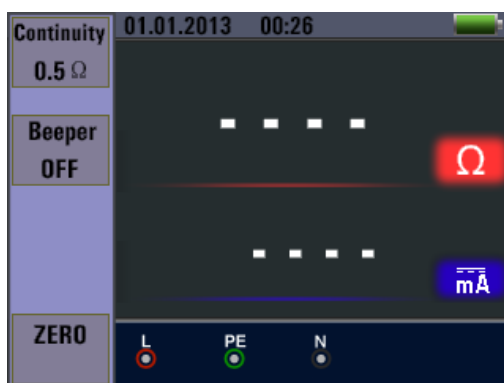 Continuity
0.5 Ω
Beeper
OFF
ZERO
01.01.2013 00:26
- - - -
Ω
- - - -
mA
L PE N